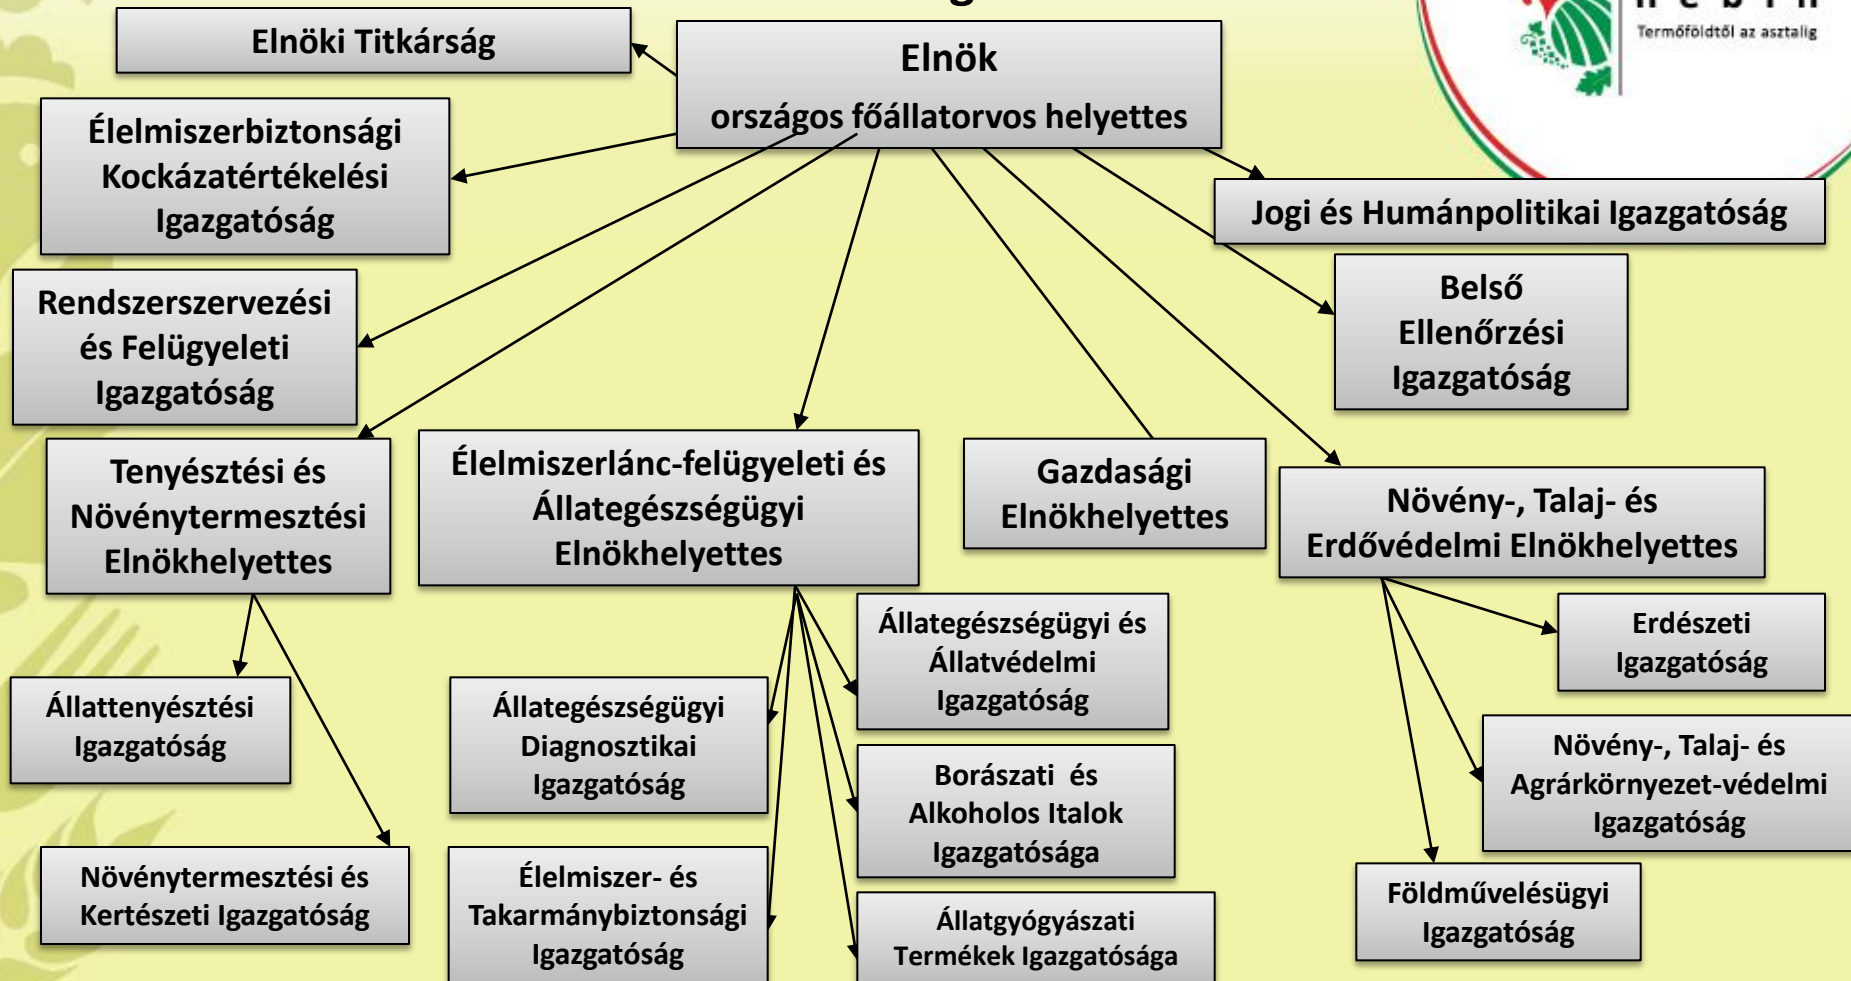 Termőföldtől az asztalig
Elnöki Titkárság
Elnök
országos főállatorvos helyettes
Élelmiszerbiztonsági
Kockázatértékelési
Igazgatóság
Jogi és Humánpolitikai Igazgatóság
Rendszerszervezési
és Felügyeleti
Igazgatóság
Belső
Ellenőrzési
Igazgatóság
Tenyésztési és
Növénytermesztési
Elnökhelyettes
Élelmiszerlánc-felügyeleti és
Állategészségügyi
Elnökhelyettes
Gazdasági
Elnökhelyettes
Növény-, Talaj- és
Erdővédelmi Elnökhelyettes
Állattenyésztési
Igazgatóság
Növénytermesztési és
Kertészeti Igazgatóság
Állategészségügyi
Diagnosztikai
Igazgatóság
Élelmiszer- és
Takarmánybiztonsági
Igazgatóság
Állategészségügyi és
Állatvédelmi
Igazgatóság
Borászati és
Alkoholos Italok
Igazgatósága
Állatgyógyászati
Termékek Igazgatósága
Erdészeti
Igazgatóság
Növény-, Talaj- és
Agrárkörnyezet-védelmi
Igazgatóság
Földművelésügyi
Igazgatóság